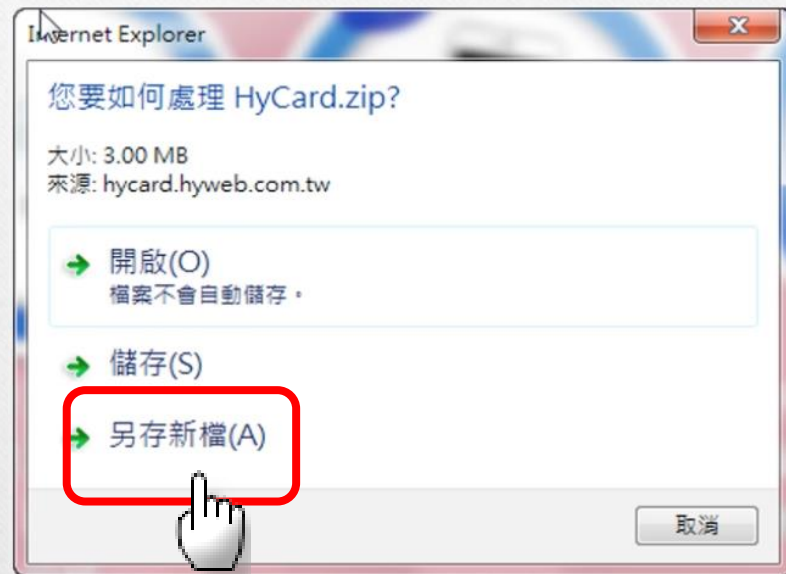 Internet Explorer
您要如何處理 HyCard.zip?
大小: 3.00 MB
來源: hycard.hyweb.com.tw
開啟(O)
檔案不會自動儲存。
儲存(S)
另存新檔(A)
取消